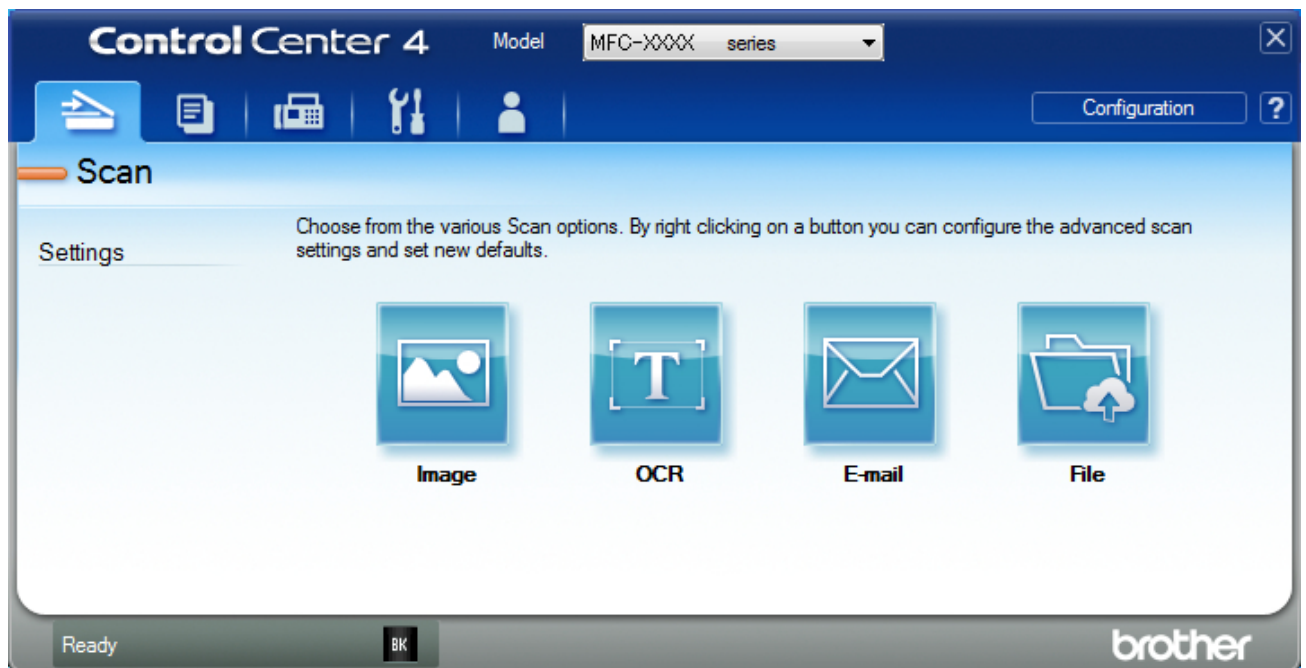 ControlCenter 4
Model
MFC-XXXX series
Configuration
?
Scan
Settings
Choose from the various Scan options. By right clicking on a button you can configure the advanced scan
settings and set new defaults.
T
Image
OCR
E-mail
File
Ready
BK
brother